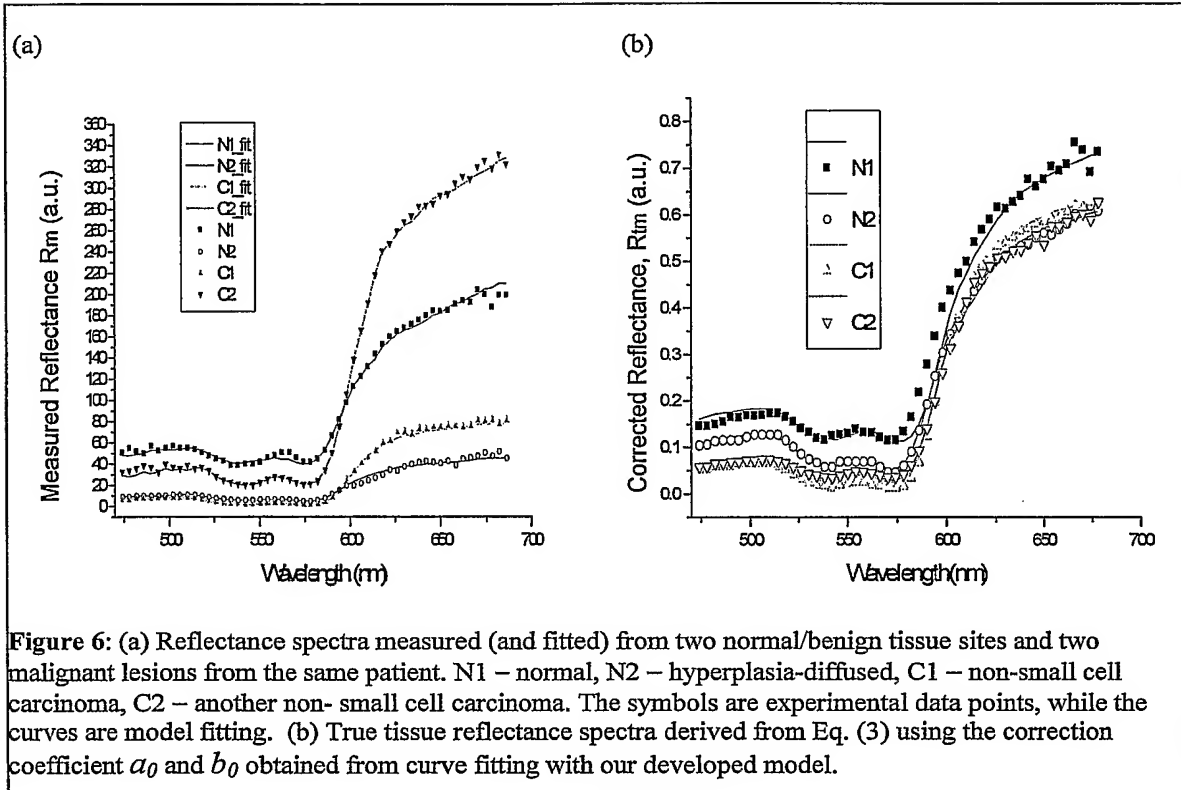 (a)
(b)
Measured Reflectance Rm (a.u.)
360
340
320
300
280
260
240
220
200
180
160
140
120
100
80
60
40
20
0
N1_fit
N2_fit
C1_fit
C2_fit
N1
N2
C1
C2
500
550
600
650
700
Wavelength (nm)
Corrected Reflectance, Rtm (a.u.)
0.8
0.7
0.6
0.5
0.4
0.3
0.2
0.1
0.0
N1
N2
C1
C2
500
550
600
650
700
Wavelength (nm)
Figure 6: (a) Reflectance spectra measured (and fitted) from two normal/benign tissue sites and two
malignant lesions from the same patient. N1 – normal, N2 – hyperplasia-diffused, C1 – non-small cell
carcinoma, C2 – another non- small cell carcinoma. The symbols are experimental data points, while the
curves are model fitting. (b) True tissue reflectance spectra derived from Eq. (3) using the correction
coefficient a0 and b0 obtained from curve fitting with our developed model.